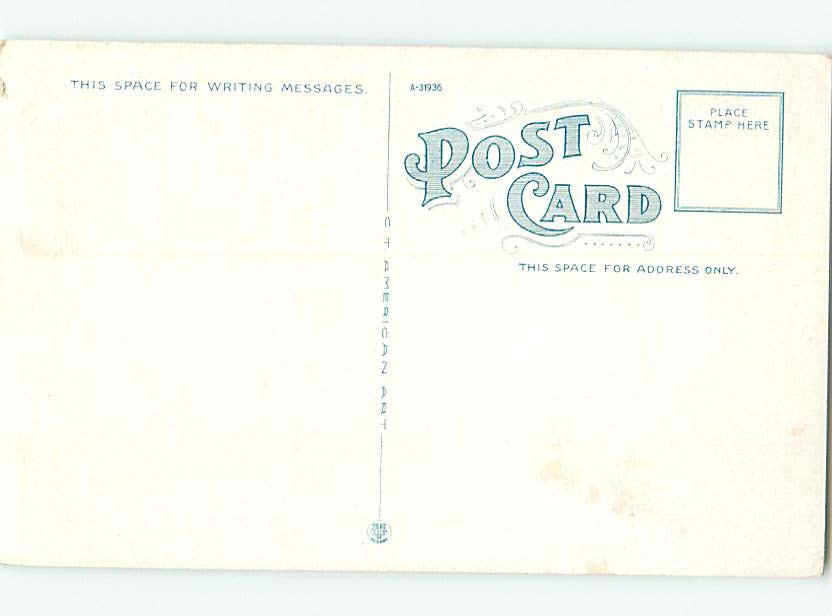 THIS SPACE FOR WRITING MESSAGES.
A-31936
POST
CARD
PLACE
STAMP HERE
THIS SPACE FOR ADDRESS ONLY.
C T AMERICAN ART